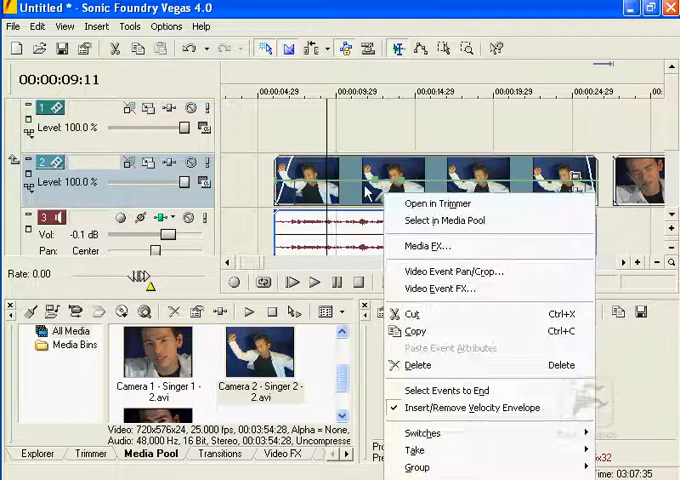 Untitled * - Sonic Foundry Vegas 4.0
File Edit View Insert Tools Options Help
00:00:09:11
00:00:04:29 00:00:09:29 00:00:14:29 00:00:19:29 00:00:24:29 00:00:
1
Level: 100.0 %
2
Level: 100.0 %
3
Vol: -0.1 dB
Pan: Center
Rate: 0.00
Open in Trimmer
Select in Media Pool
Media FX...
Video Event Pan/Crop...
Video Event FX...
Cut Ctrl+X
Copy Ctrl+C
Paste Event Attributes
Delete Delete
Select Events to End
Insert/Remove Velocity Envelope
Switches
Take
Group
All Media
Media Bins
Camera 1 - Singer 1 - 2.avi
Camera 2 - Singer 2 - 2.avi
Video: 720x576x24, 25.000 fps, 00:03:54:28, Alpha = None,
Audio: 48,000 Hz, 16 Bit, Stereo, 00:03:54:28, Uncompresse
Explorer Trimmer Media Pool Transitions Video FX
x32
03:07:35